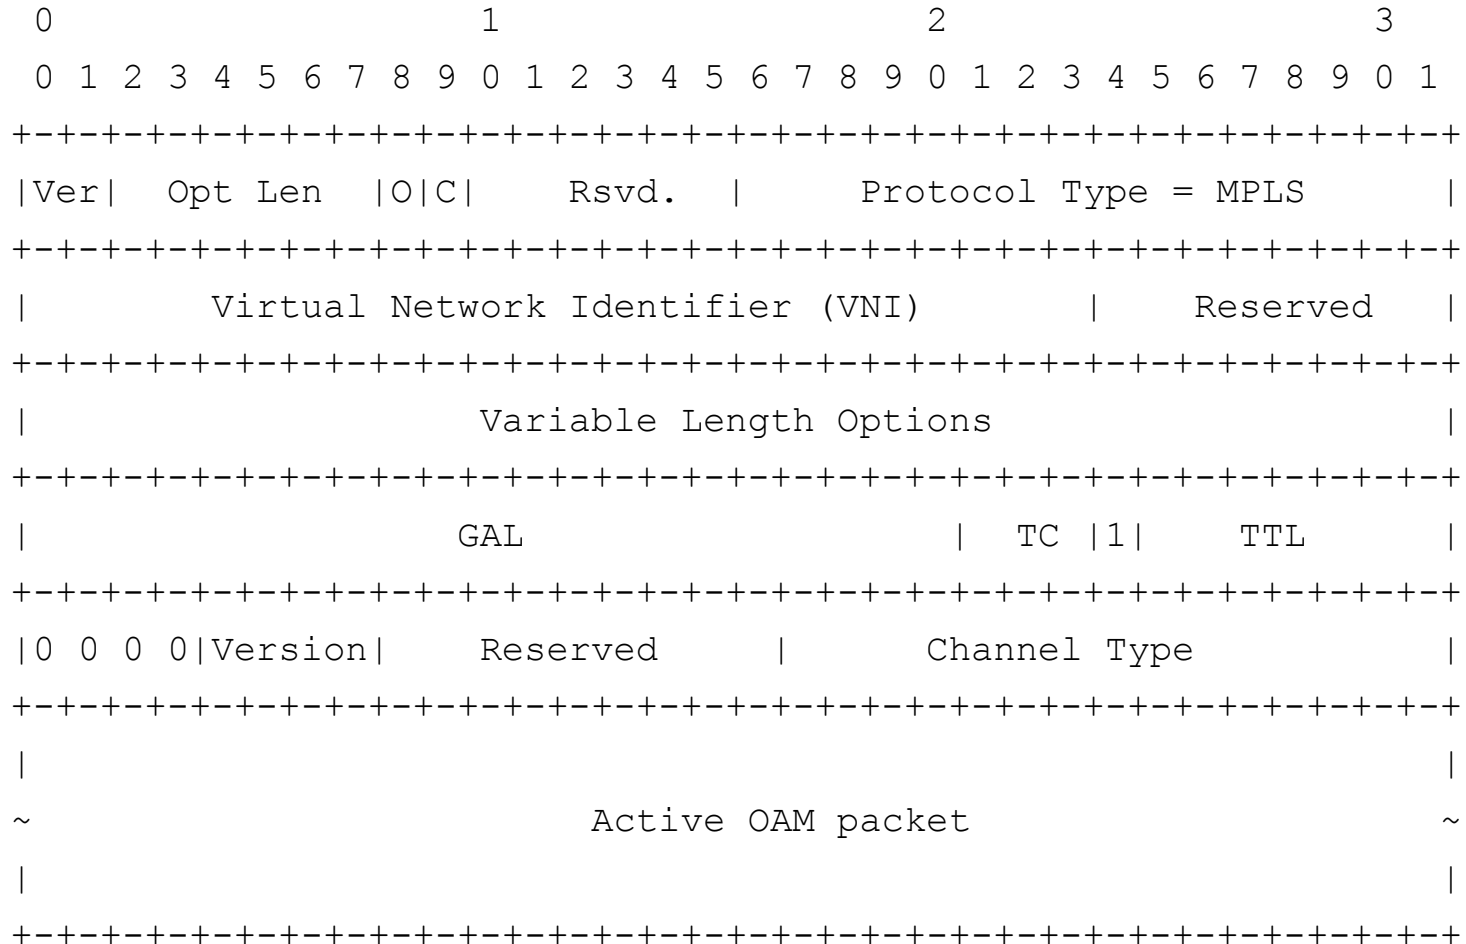 0                   1                   2                   3
 0 1 2 3 4 5 6 7 8 9 0 1 2 3 4 5 6 7 8 9 0 1 2 3 4 5 6 7 8 9 0 1
+-+-+-+-+-+-+-+-+-+-+-+-+-+-+-+-+-+-+-+-+-+-+-+-+-+-+-+-+-+-+-+-+
|Ver|  Opt Len  |O|C|    Rsvd.  |     Protocol Type = MPLS      |
+-+-+-+-+-+-+-+-+-+-+-+-+-+-+-+-+-+-+-+-+-+-+-+-+-+-+-+-+-+-+-+-+
|        Virtual Network Identifier (VNI)       |    Reserved   |
+-+-+-+-+-+-+-+-+-+-+-+-+-+-+-+-+-+-+-+-+-+-+-+-+-+-+-+-+-+-+-+-+
|                    Variable Length Options                    |
+-+-+-+-+-+-+-+-+-+-+-+-+-+-+-+-+-+-+-+-+-+-+-+-+-+-+-+-+-+-+-+-+
|                   GAL                   |  TC |1|    TTL      |
+-+-+-+-+-+-+-+-+-+-+-+-+-+-+-+-+-+-+-+-+-+-+-+-+-+-+-+-+-+-+-+-+
|0 0 0 0|Version|    Reserved     |      Channel Type           |
+-+-+-+-+-+-+-+-+-+-+-+-+-+-+-+-+-+-+-+-+-+-+-+-+-+-+-+-+-+-+-+-+
|                                                               |
~                         Active OAM packet                     ~
|                                                               |
+-+-+-+-+-+-+-+-+-+-+-+-+-+-+-+-+-+-+-+-+-+-+-+-+-+-+-+-+-+-+-+-+